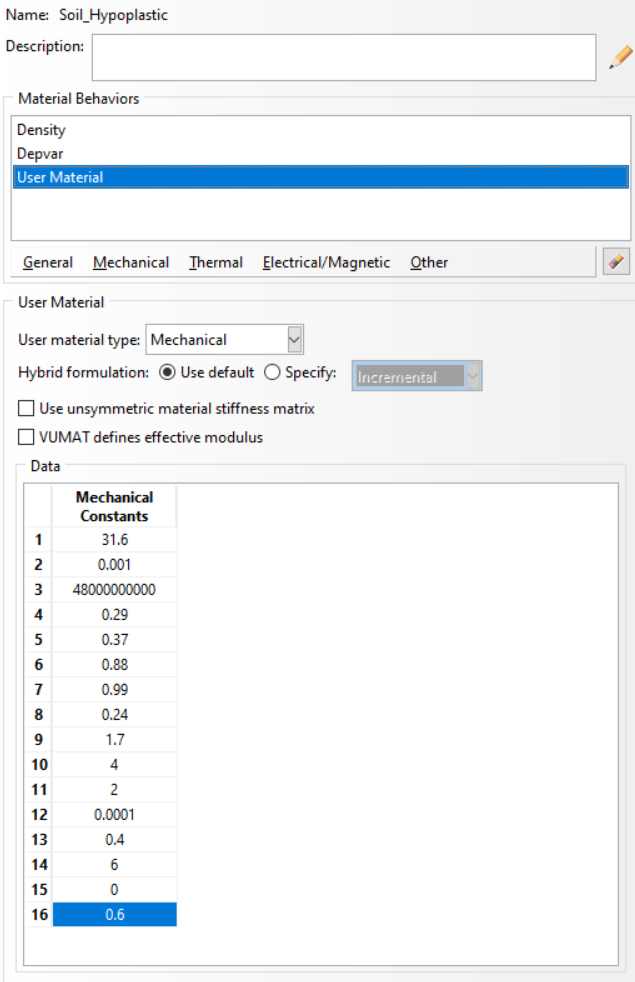 Name: Soil_Hypoplastic
Description:
Material Behaviors
Density
Depvar
User Material
General Mechanical Thermal Electrical/Magnetic Other
User Material
User material type: Mechanical
Hybrid formulation: Use default Specify: Incremental
Use unsymmetric material stiffness matrix
VUMAT defines effective modulus
Data
Mechanical
Constants
1 31.6
2 0.001
3 48000000000
4 0.29
5 0.37
6 0.88
7 0.99
8 0.24
9 1.7
10 4
11 2
12 0.0001
13 0.4
14 6
15 0
16 0.6